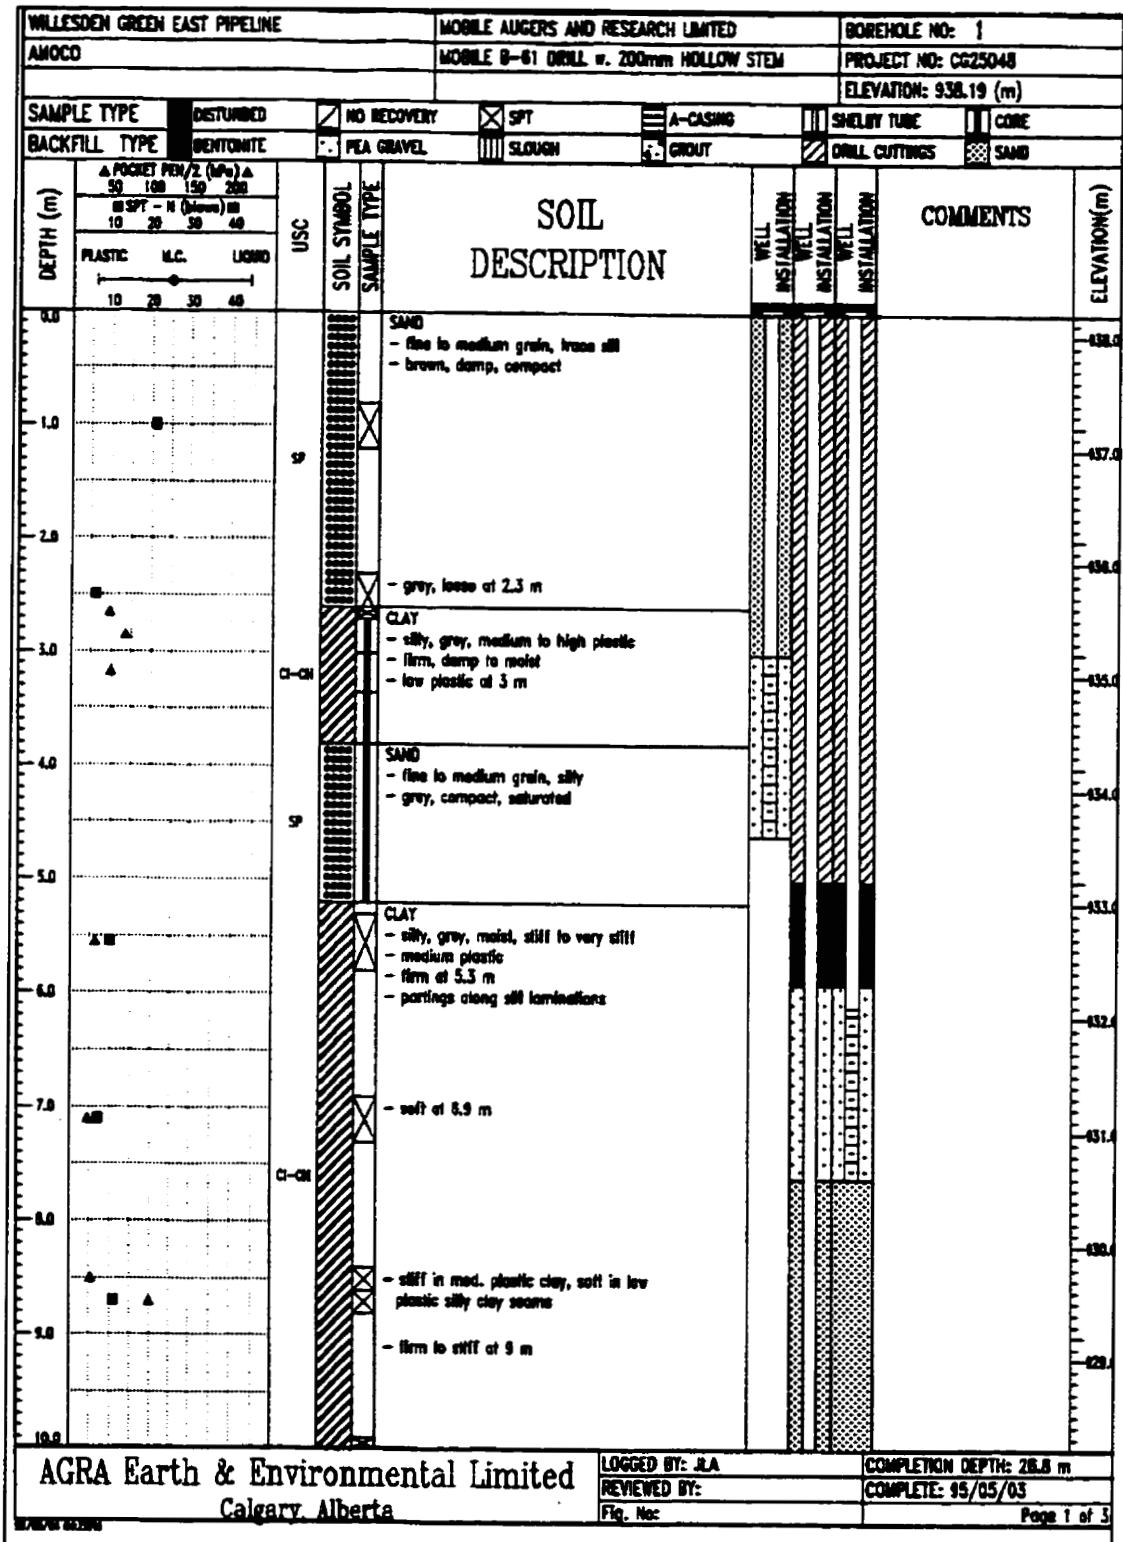 WILLESDEN GREEN EAST PIPELINE
MOBILE AUGERS AND RESEARCH LIMITED
BOREHOLE NO: 1
AMOCO
MOBILE B-61 DRILL w. 200mm HOLLOW STEM
PROJECT NO: CG25048
ELEVATION: 938.19 (m)
SAMPLE TYPE
DISTURBED
NO RECOVERY
SPT
A-CASING
SHELBY TUBE
CORE
BACKFILL TYPE
BENTONITE
PEA GRAVEL
SLOUGH
GROUT
DRILL CUTTINGS
SAND
DEPTH (m)
▲ POCKET PEN/2 (kPa) ▲
50 100 150 200
■ SPT - N (blows) ■
10 20 30 40
PLASTIC M.C. LIQUID
10 20 30 40
USC
SOIL SYMBOL
SAMPLE TYPE
SOIL
DESCRIPTION
WELL
INSTALLATION
WELL
INSTALLATION
WELL
INSTALLATION
COMMENTS
ELEVATION(m)
0.0
SAND
- fine to medium grain, trace silt
938.0
- brown, damp, compact
1.0
SP
937.0
2.0
936.0
- grey, loose at 2.3 m
CLAY
- silty, grey, medium to high plastic
3.0
- firm, damp to moist
CI-CH
- low plastic at 3 m
935.0
SAND
4.0
- fine to medium grain, silty
- grey, compact, saturated
934.0
SP
5.0
CLAY
933.0
- silty, grey, moist, stiff to very stiff
- medium plastic
- firm at 5.3 m
6.0
- partings along silt laminations
932.0
7.0
- soft at 6.9 m
931.0
CI-CH
8.0
930.0
- stiff in med. plastic clay, soft in low
plastic silty clay seams
9.0
- firm to stiff at 9 m
929.0
10.0
AGRA Earth & Environmental Limited
Calgary, Alberta
LOGGED BY: JLA
COMPLETION DEPTH: 26.8 m
REVIEWED BY:
COMPLETE: 95/05/03
Fig. No:
Page 1 of 3